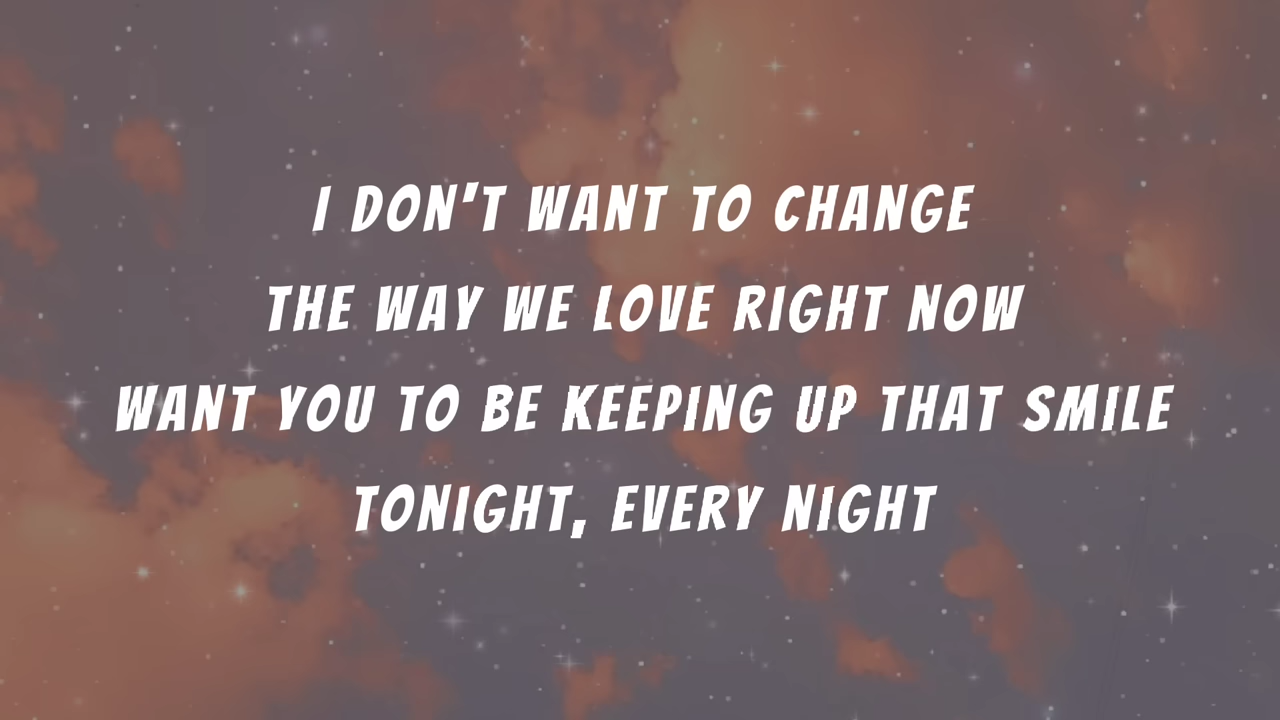 I DON'T WANT TO CHANGE
THE WAY WE LOVE RIGHT NOW
WANT YOU TO BE KEEPING UP THAT SMILE
TONIGHT, EVERY NIGHT